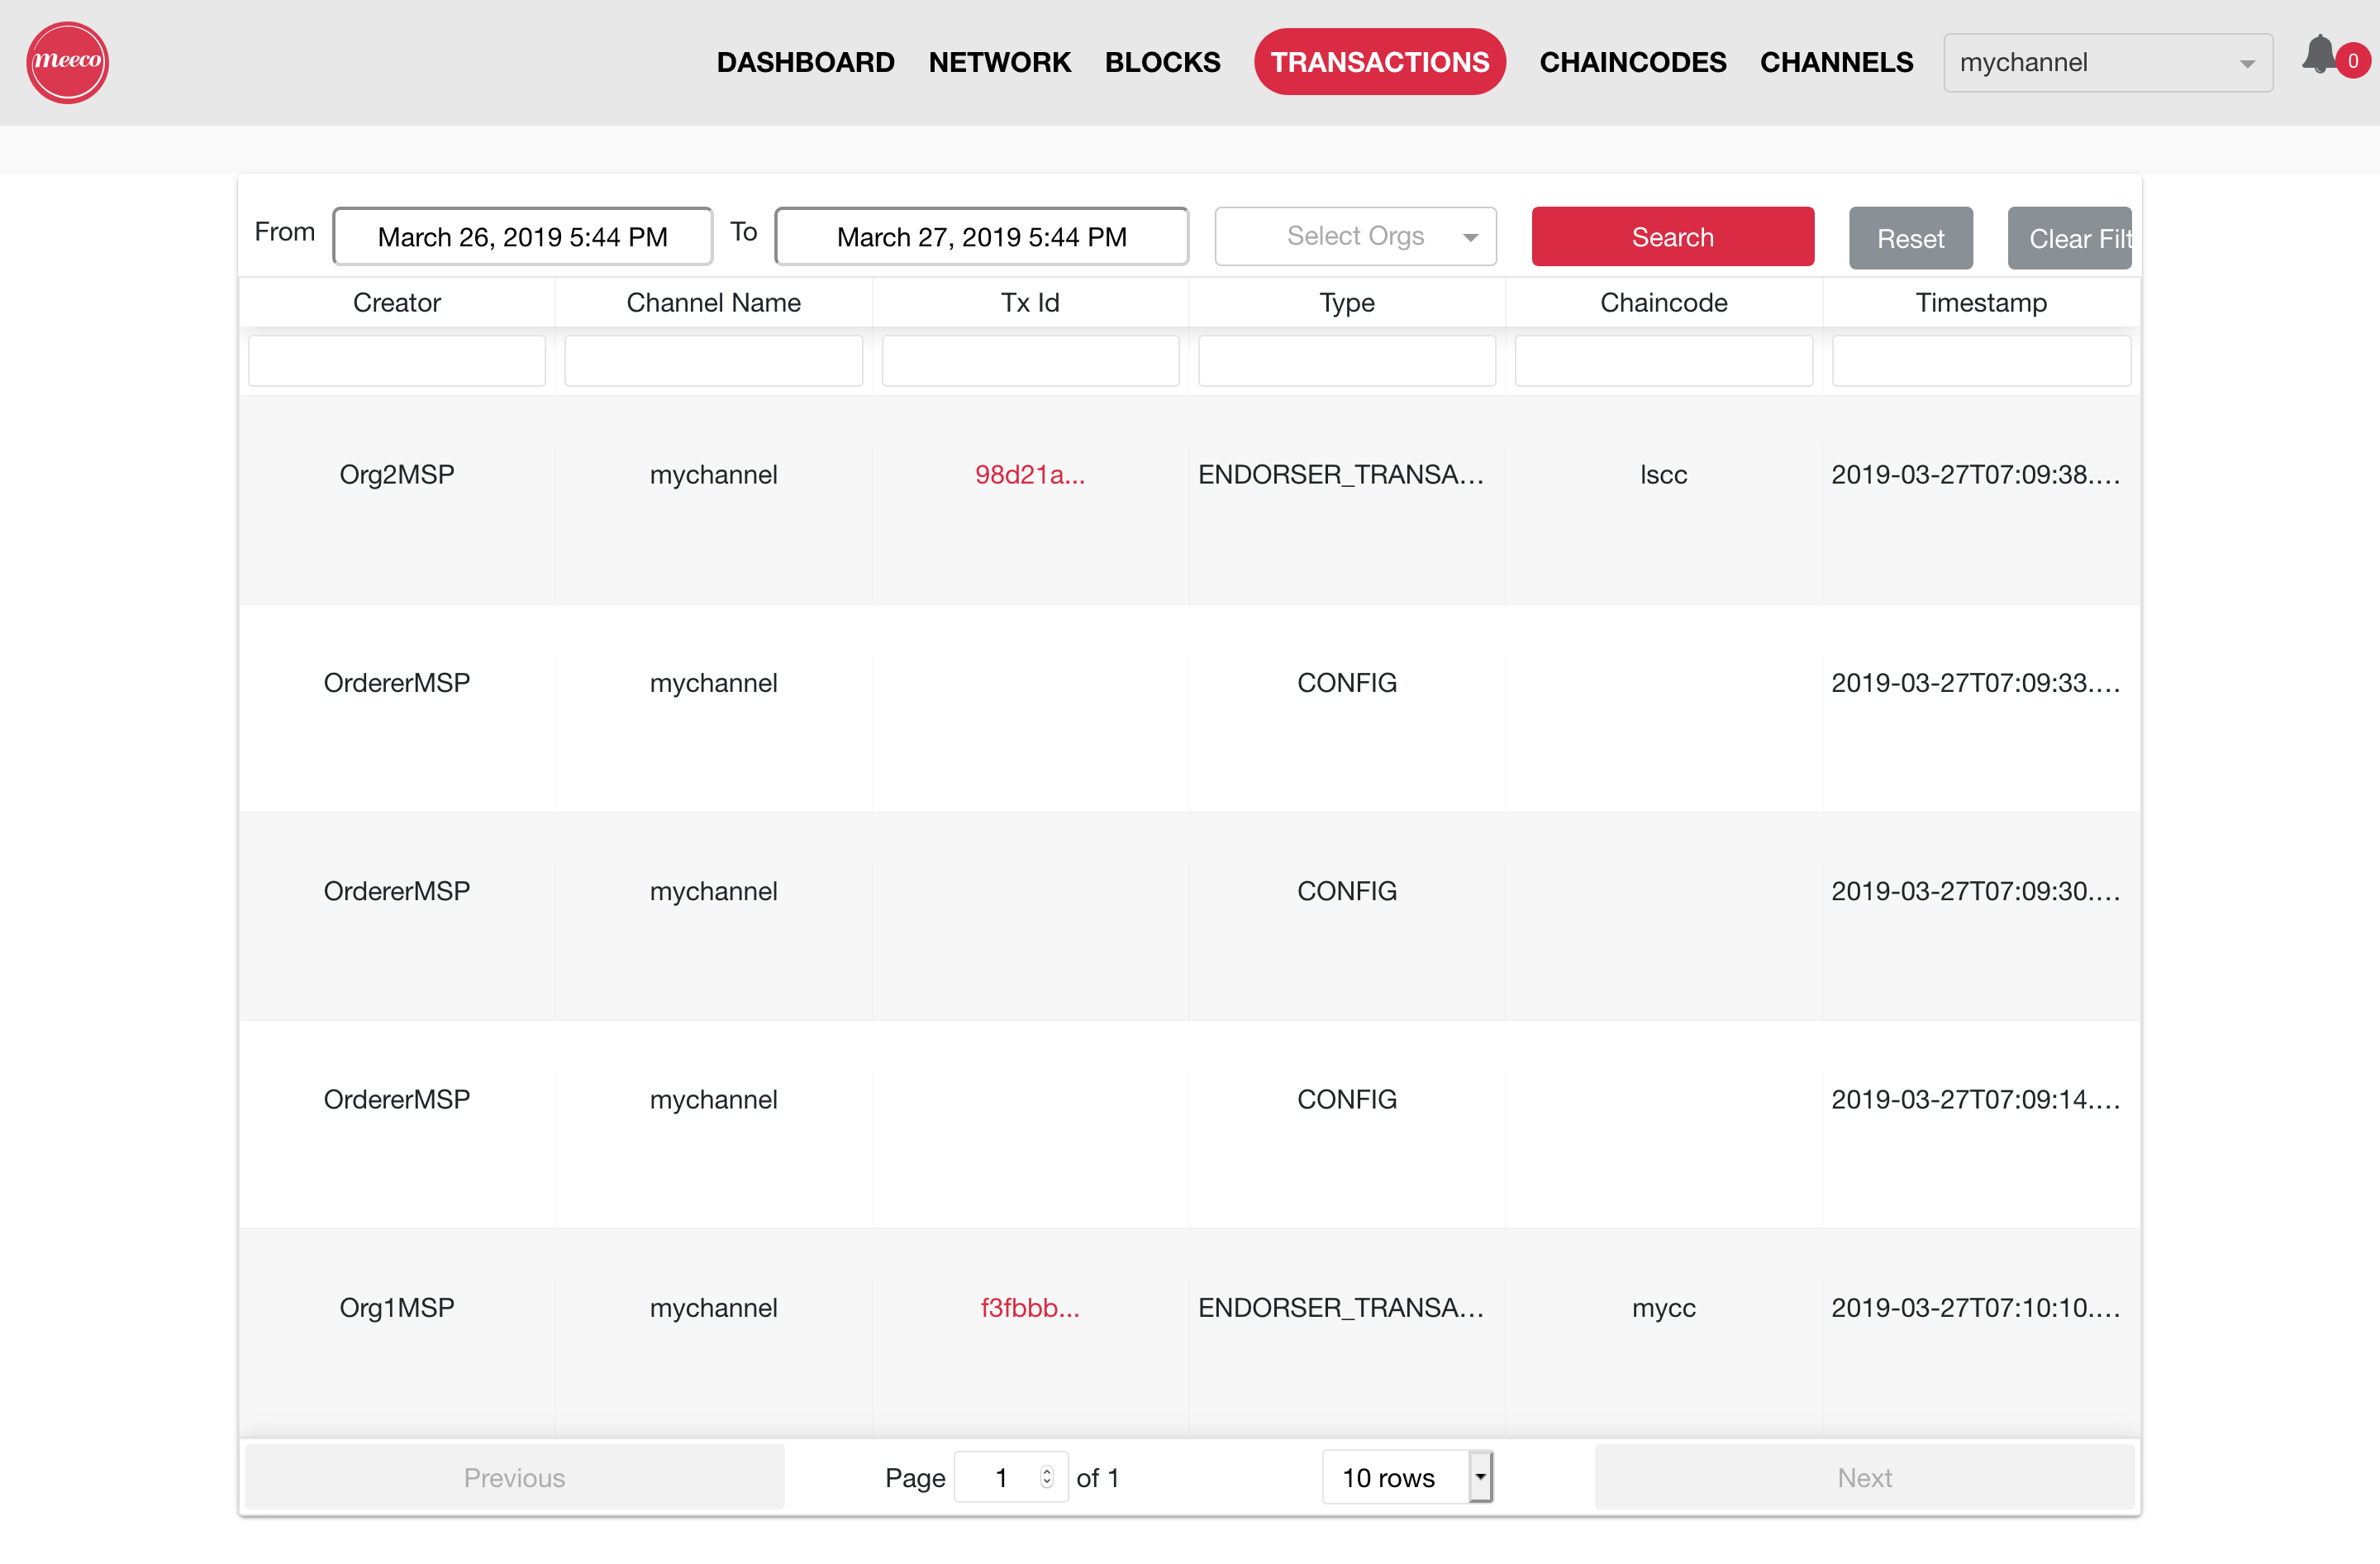 meeco DASHBOARD NETWORK BLOCKS TRANSACTIONS CHAINCODES CHANNELS mychannel 0
From March 26, 2019 5:44 PM To March 27, 2019 5:44 PM Select Orgs Search Reset Clear Filt
Creator Channel Name Tx Id Type Chaincode Timestamp
Org2MSP mychannel 98d21a... ENDORSER_TRANSA... lscc 2019-03-27T07:09:38....
OrdererMSP mychannel CONFIG 2019-03-27T07:09:33....
OrdererMSP mychannel CONFIG 2019-03-27T07:09:30....
OrdererMSP mychannel CONFIG 2019-03-27T07:09:14....
Org1MSP mychannel f3fbbb... ENDORSER_TRANSA... mycc 2019-03-27T07:10:10....
Previous Page 1 of 1 10 rows Next